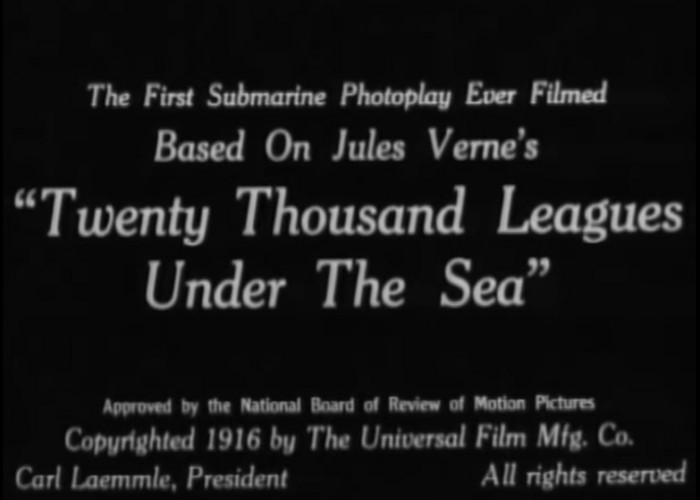 The First Submarine Photoplay Ever Filmed
Based On Jules Verne's
“Twenty Thousand Leagues
Under The Sea”
Approved by the National Board of Review of Motion Pictures
Copyrighted 1916 by The Universal Film Mfg. Co.
Carl Laemmle, President All rights reserved